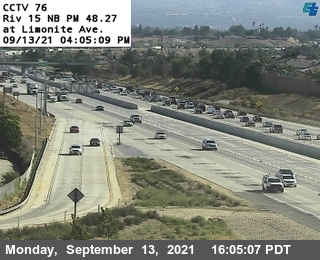 CCTV 76
Riv 15 NB PM 48.27
at Limonite Ave.
09/13/21 04:05:09 PM
Monday, September 13, 2021 16:05:07 PDT